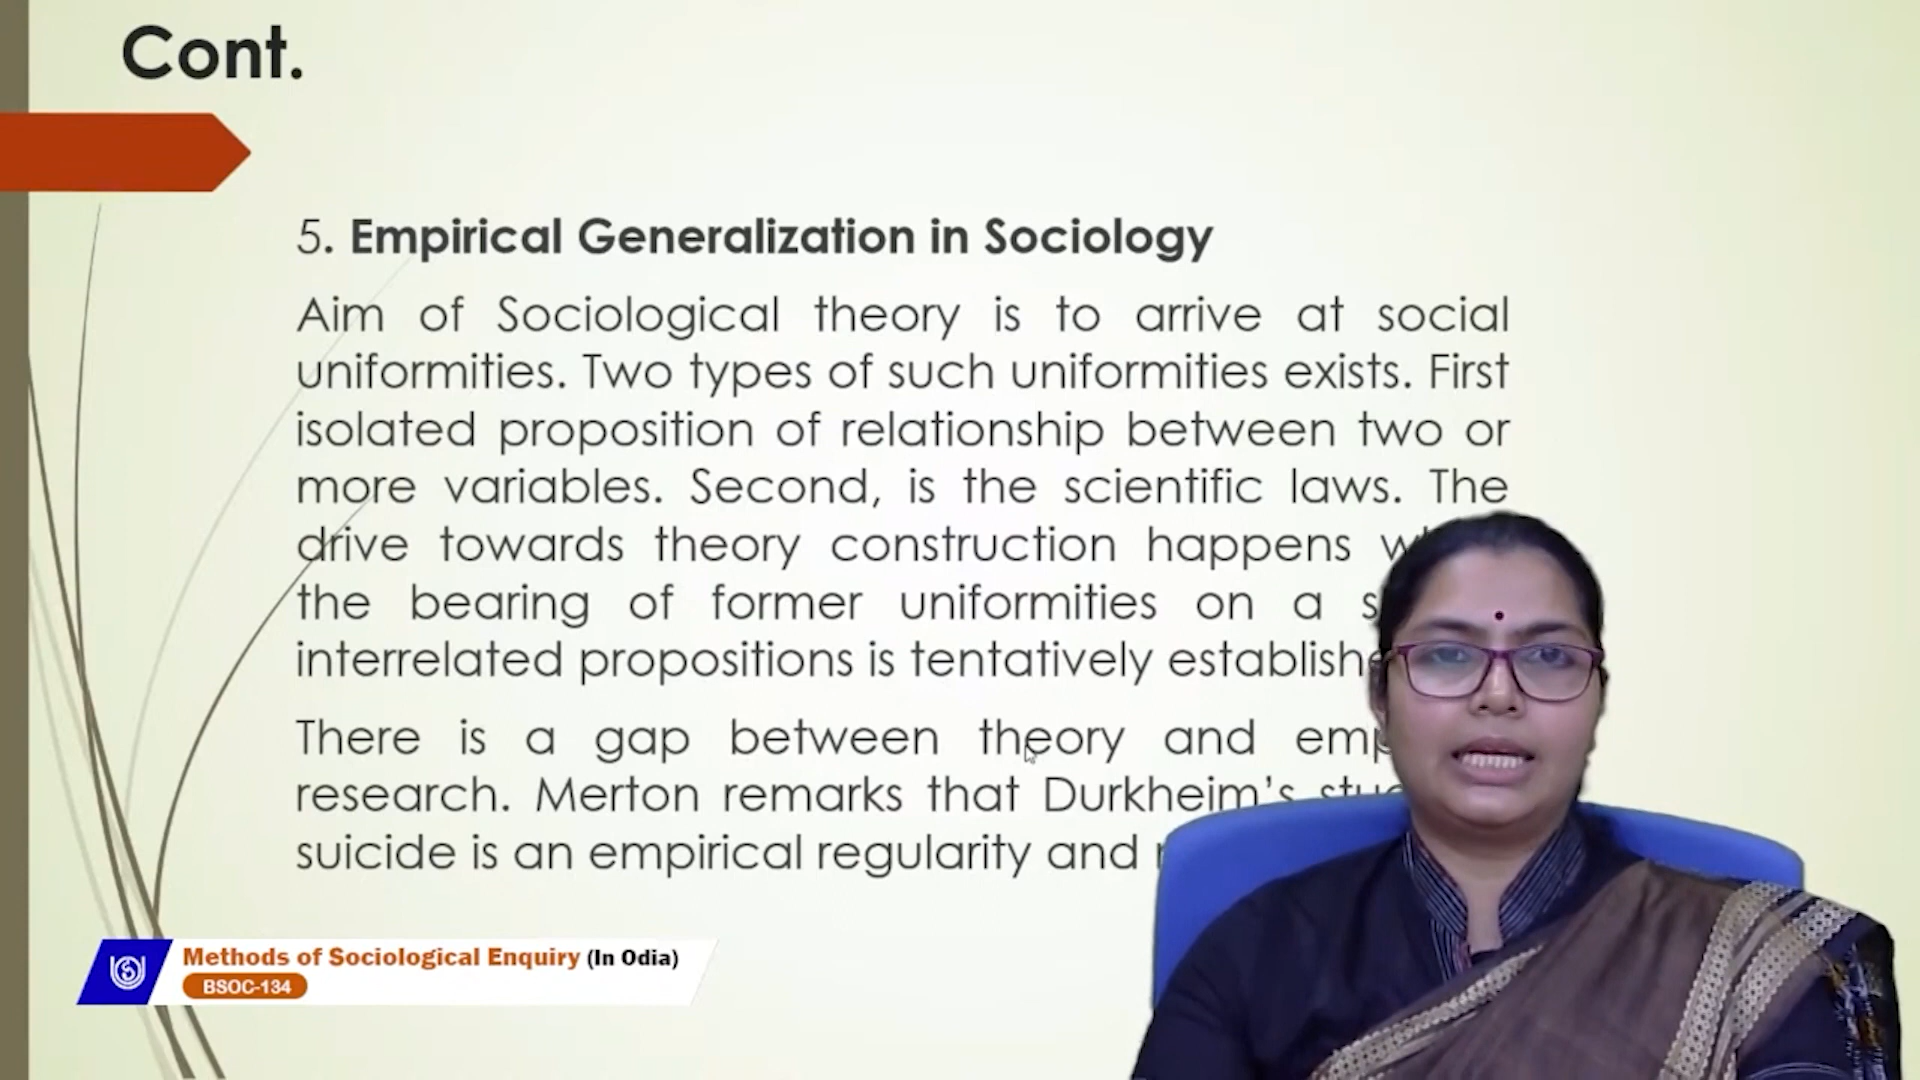 Cont.
5. Empirical Generalization in Sociology
Aim of Sociological theory is to arrive at social
uniformities. Two types of such uniformities exists. First
isolated proposition of relationship between two or
more variables. Second, is the scientific laws. The
drive towards theory construction happens
the bearing of former uniformities on a
interrelated propositions is tentatively
There is a gap between theory and
research. Merton remarks that Durkheim's
suicide is an empirical regularity and
Methods of Sociological Enquiry (In Odia)
BSOC-134